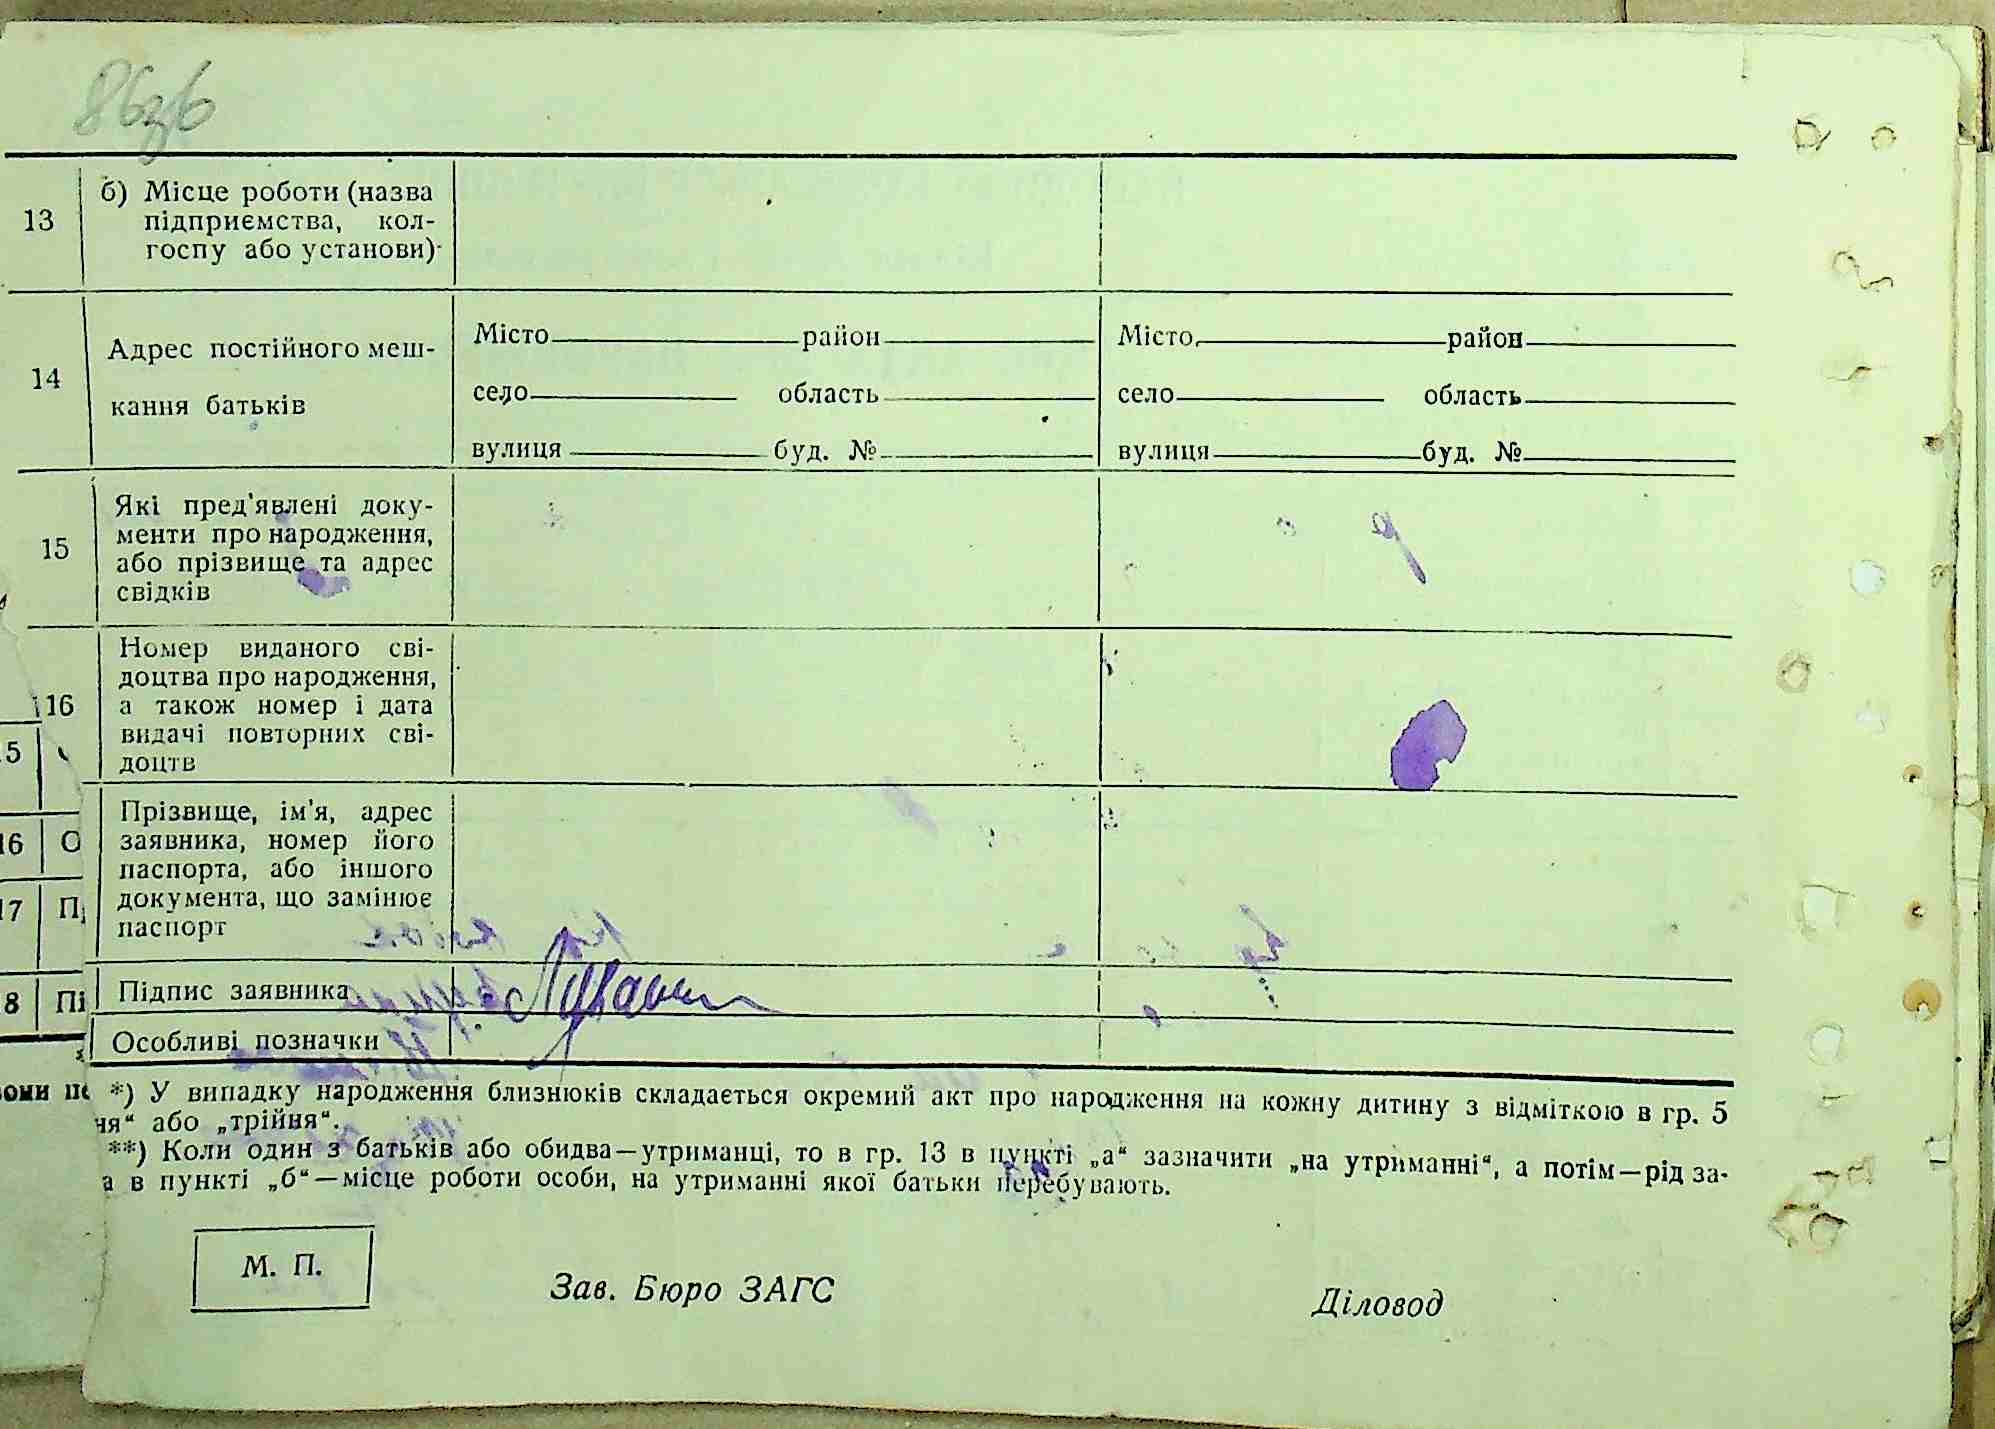 86зв
13
б) Місце роботи (назва
підприємства, кол-
госпу або установи)
14
Адрес постійного меш-
кання батьків
Місто район
село область
вулиця буд. №
Місто район
село область
вулиця буд. №
15
Які пред'явлені доку-
менти про народження,
або прізвище та адрес
свідків
16
Номер виданого сві-
доцтва про народження,
а також номер і дата
видачі повторних сві-
доцтв
Прізвище, ім'я, адрес
заявника, номер його
паспорта, або іншого
документа, що замінює
паспорт
Підпис заявника
Особливі позначки
5
16 О
17 П
8 Пі
*) У випадку народження близнюків складається окремий акт про народження на кожну дитину з відміткою в гр. 5
ня“ або „трійня“.
**) Коли один з батьків або обидва—утриманці, то в гр. 13 в пункті „а“ зазначити „на утриманні“, а потім—рід за-
а в пункті „б“—місце роботи особи, на утриманні якої батьки перебувають.
М. П.
Зав. Бюро ЗАГС
Діловод